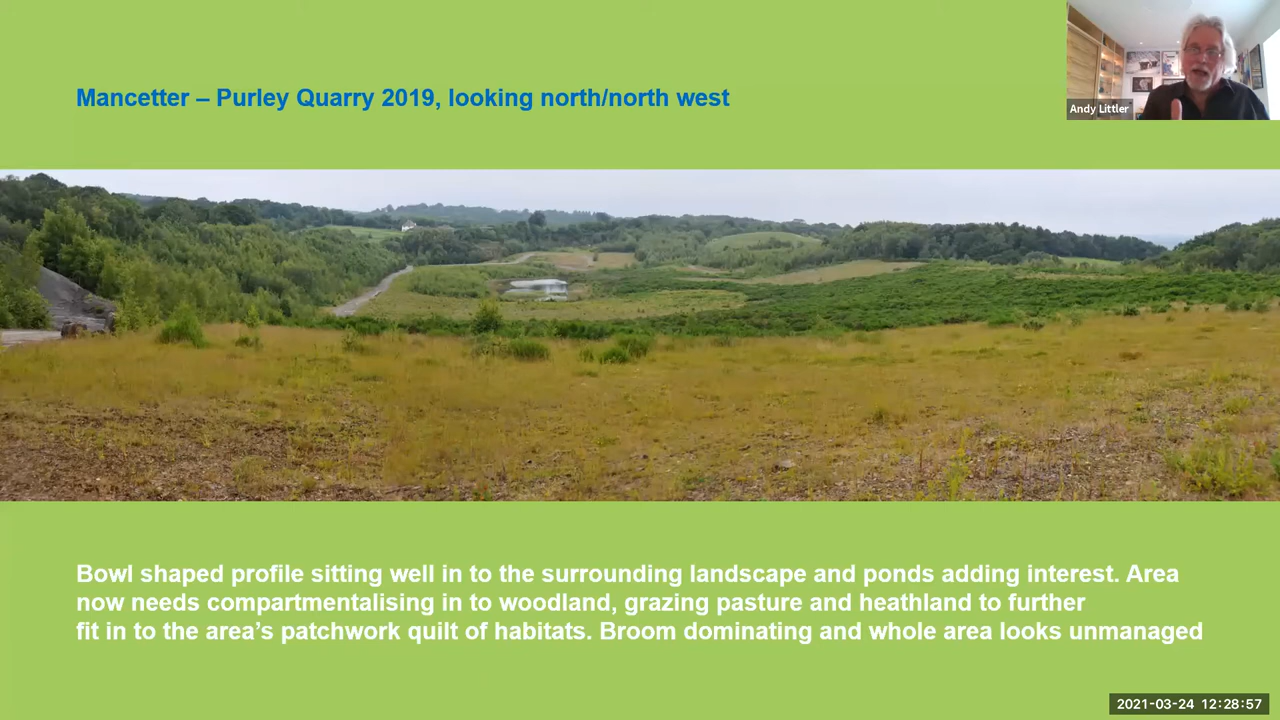 Mancetter – Purley Quarry 2019, looking north/north west
Andy Littler
Bowl shaped profile sitting well in to the surrounding landscape and ponds adding interest. Area
now needs compartmentalising in to woodland, grazing pasture and heathland to further
fit in to the area’s patchwork quilt of habitats. Broom dominating and whole area looks unmanaged
2021-03-24 12:28:57